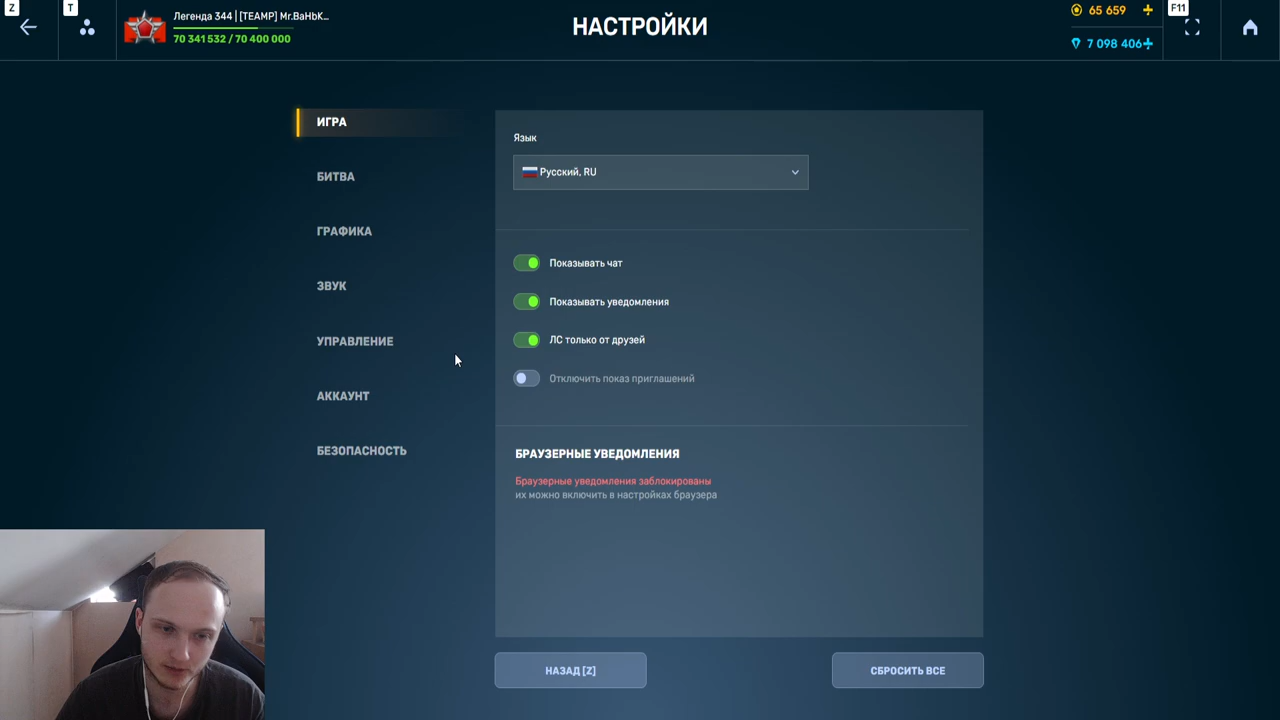 Z
T
Легенда 344 | [TEAMP] Mr.BaHbK...
70 341 532 / 70 400 000
НАСТРОЙКИ
65 659
F11
7 098 406
ИГРА
БИТВА
ГРАФИКА
ЗВУК
УПРАВЛЕНИЕ
АККАУНТ
БЕЗОПАСНОСТЬ
Язык
Русский, RU
Показывать чат
Показывать уведомления
ЛС только от друзей
Отключить показ приглашений
БРАУЗЕРНЫЕ УВЕДОМЛЕНИЯ
Браузерные уведомления заблокированы
их можно включить в настройках браузера
НАЗАД [Z]
СБРОСИТЬ ВСЕ